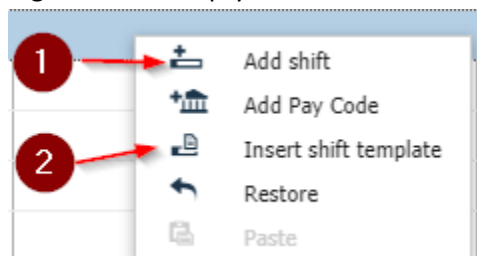 1
Add shift
Add Pay Code
2
Insert shift template
Restore
Paste